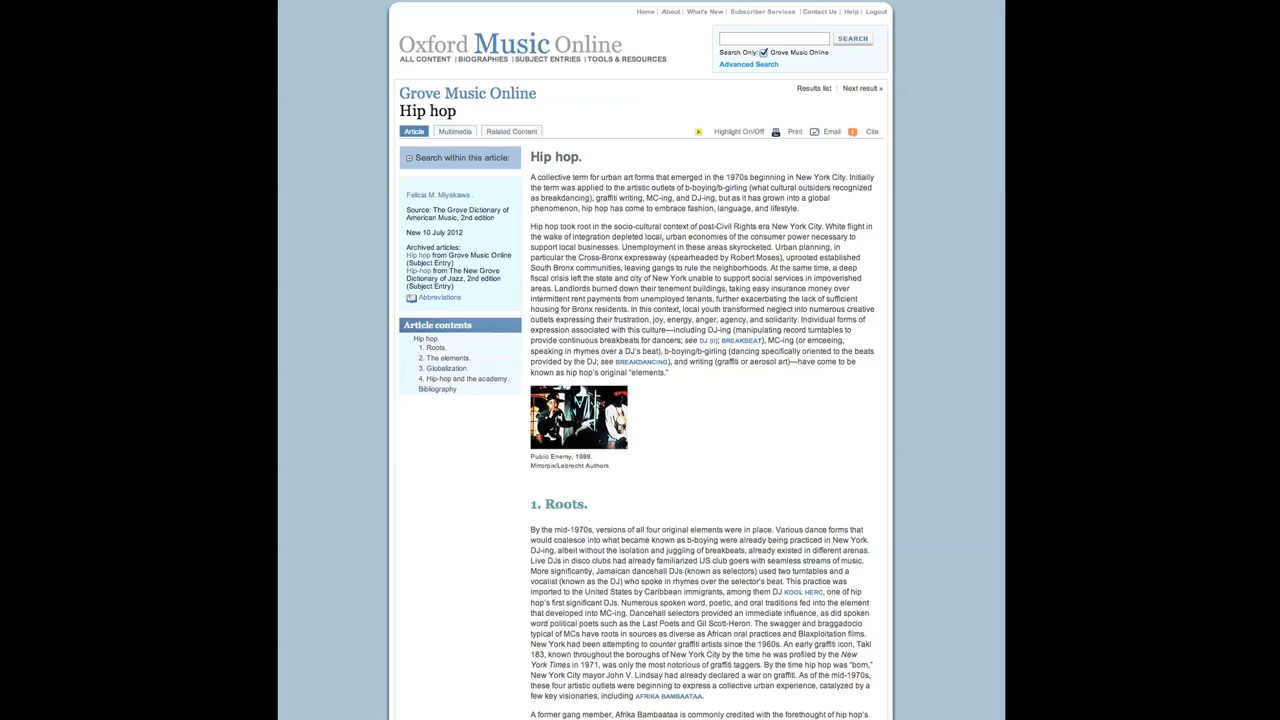 Home | About | What's New | Subscriber Services | Contact Us | Help | Logout
Oxford Music Online
ALL CONTENT | BIOGRAPHIES | SUBJECT ENTRIES | TOOLS & RESOURCES
SEARCH
Search Only: Grove Music Online
Advanced Search
Grove Music Online
Results list | Next result »
Hip hop
Article
Multimedia
Related Content
Highlight On/Off
Print
Email
Cite
Search within this article:
Felicia M. Miyakawa .
Source: The Grove Dictionary of
American Music, 2nd edition
New 10 July 2012
Archived articles:
Hip hop from Grove Music Online
(Subject Entry)
Hip-hop from The New Grove
Dictionary of Jazz, 2nd edition
(Subject Entry)
Abbreviations
Article contents
Hip hop.
1. Roots.
2. The elements.
3. Globalization
4. Hip-hop and the academy.
Bibliography
Hip hop.
A collective term for urban art forms that emerged in the 1970s beginning in New York City. Initially
the term was applied to the artistic outlets of b-boying/b-girling (what cultural outsiders recognized
as breakdancing), graffiti writing, MC-ing, and DJ-ing, but as it has grown into a global
phenomenon, hip hop has come to embrace fashion, language, and lifestyle.
Hip hop took root in the socio-cultural context of post-Civil Rights era New York City. White flight in
the wake of integration depleted local, urban economies of the consumer power necessary to
support local businesses. Unemployment in these areas skyrocketed. Urban planning, in
particular the Cross-Bronx expressway (spearheaded by Robert Moses), uprooted established
South Bronx communities, leaving gangs to rule the neighborhoods. At the same time, a deep
fiscal crisis left the state and city of New York unable to support social services in impoverished
areas. Landlords burned down their tenement buildings, taking easy insurance money over
intermittent rent payments from unemployed tenants, further exacerbating the lack of sufficient
housing for Bronx residents. In this context, local youth transformed neglect into numerous creative
outlets expressing their frustration, joy, energy, anger, agency, and solidarity. Individual forms of
expression associated with this culture—including DJ-ing (manipulating record turntables to
provide continuous breakbeats for dancers; see DJ (II); BREAKBEAT), MC-ing (or emceeing,
speaking in rhymes over a DJ's beat), b-boying/b-girling (dancing specifically oriented to the beats
provided by the DJ; see BREAKDANCING), and writing (graffiti or aerosol art)—have come to be
known as hip hop's original "elements."
Public Enemy, 1988.
Mirrorpix/Lebrecht Authors
1. Roots.
By the mid-1970s, versions of all four original elements were in place. Various dance forms that
would coalesce into what became known as b-boying were already being practiced in New York.
DJ-ing, albeit without the isolation and juggling of breakbeats, already existed in different arenas.
Live DJs in disco clubs had already familiarized US club goers with seamless streams of music.
More significantly, Jamaican dancehall DJs (known as selectors) used two turntables and a
vocalist (known as the DJ) who spoke in rhymes over the selector's beat. This practice was
imported to the United States by Caribbean immigrants, among them DJ KOOL HERC, one of hip
hop's first significant DJs. Numerous spoken word, poetic, and oral traditions fed into the element
that developed into MC-ing. Dancehall selectors provided an immediate influence, as did spoken
word political poets such as the Last Poets and Gil Scott-Heron. The swagger and braggadocio
typical of MCs have roots in sources as diverse as African oral practices and Blaxploitation films.
New York had been attempting to counter graffiti artists since the 1960s. An early graffiti icon, Taki
183, known throughout the boroughs of New York City by the time he was profiled by the New
York Times in 1971, was only the most notorious of graffiti taggers. By the time hip hop was "born,"
New York City mayor John V. Lindsay had already declared a war on graffiti. As of the mid-1970s,
these four artistic outlets were beginning to express a collective urban experience, catalyzed by a
few key visionaries, including AFRIKA BAMBAATAA.
A former gang member, Afrika Bambaataa is commonly credited with the forethought of hip hop's